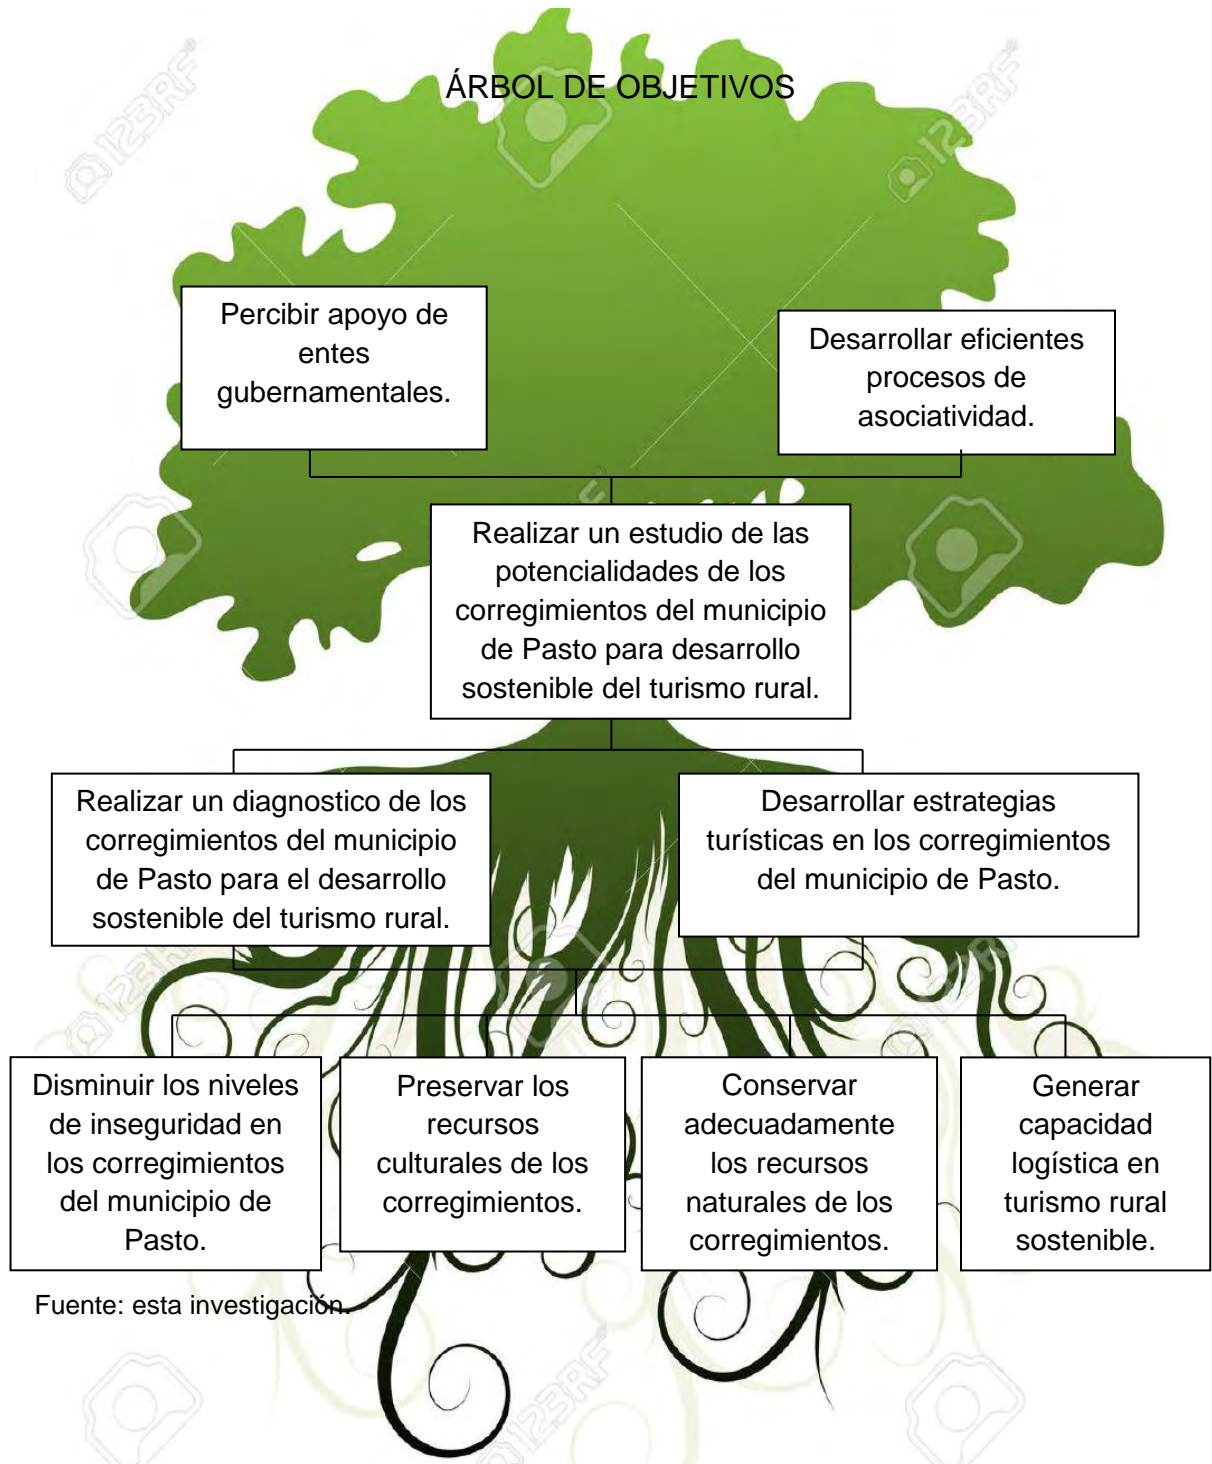 ÁRBOL DE OBJETIVOS
Percibir apoyo de
entes
gubernamentales.
Desarrollar eficientes
procesos de
asociatividad.
Realizar un estudio de las
potencialidades de los
corregimientos del municipio
de Pasto para desarrollo
sostenible del turismo rural.
Realizar un diagnostico de los
corregimientos del municipio
de Pasto para el desarrollo
sostenible del turismo rural.
Desarrollar estrategias
turísticas en los corregimientos
del municipio de Pasto.
Disminuir los niveles
de inseguridad en
los corregimientos
del municipio de
Pasto.
Preservar los
recursos
culturales de los
corregimientos.
Conservar
adecuadamente
los recursos
naturales de los
corregimientos.
Generar
capacidad
logística en
turismo rural
sostenible.
Fuente: esta investigación.
123RF
123RF
123RF
123RF
123RF